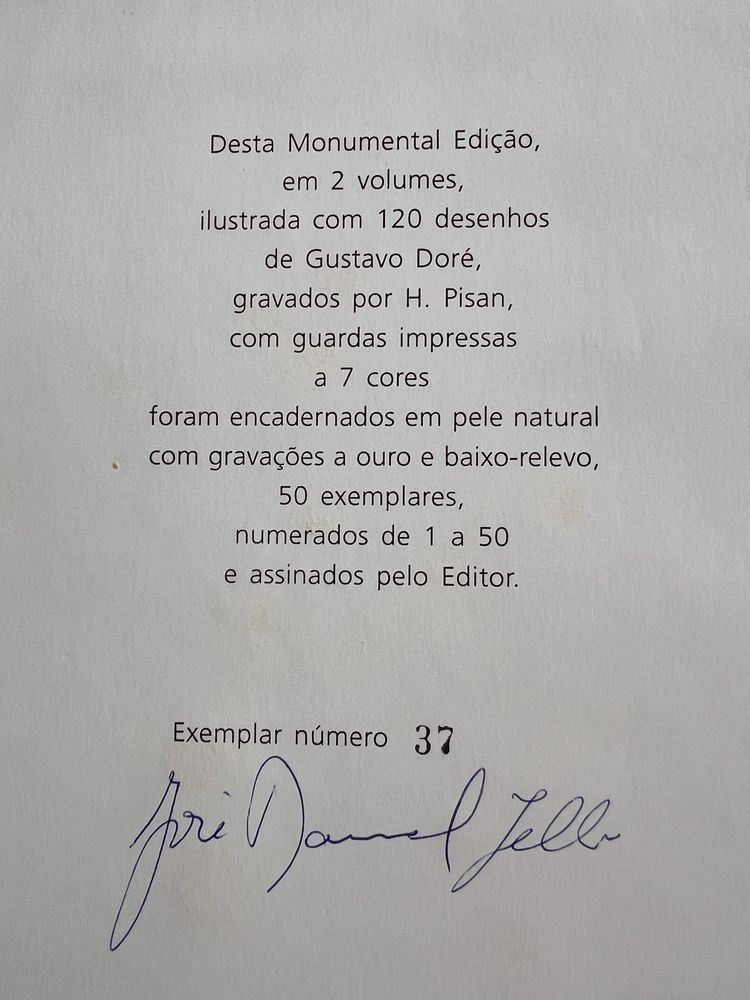 Desta Monumental Edição,
em 2 volumes,
ilustrada com 120 desenhos
de Gustavo Doré,
gravados por H. Pisan,
com guardas impressas
a 7 cores
foram encadernados em pele natural
com gravações a ouro e baixo-relevo,
50 exemplares,
numerados de 1 a 50
e assinados pelo Editor.
Exemplar número 37
José Daniel